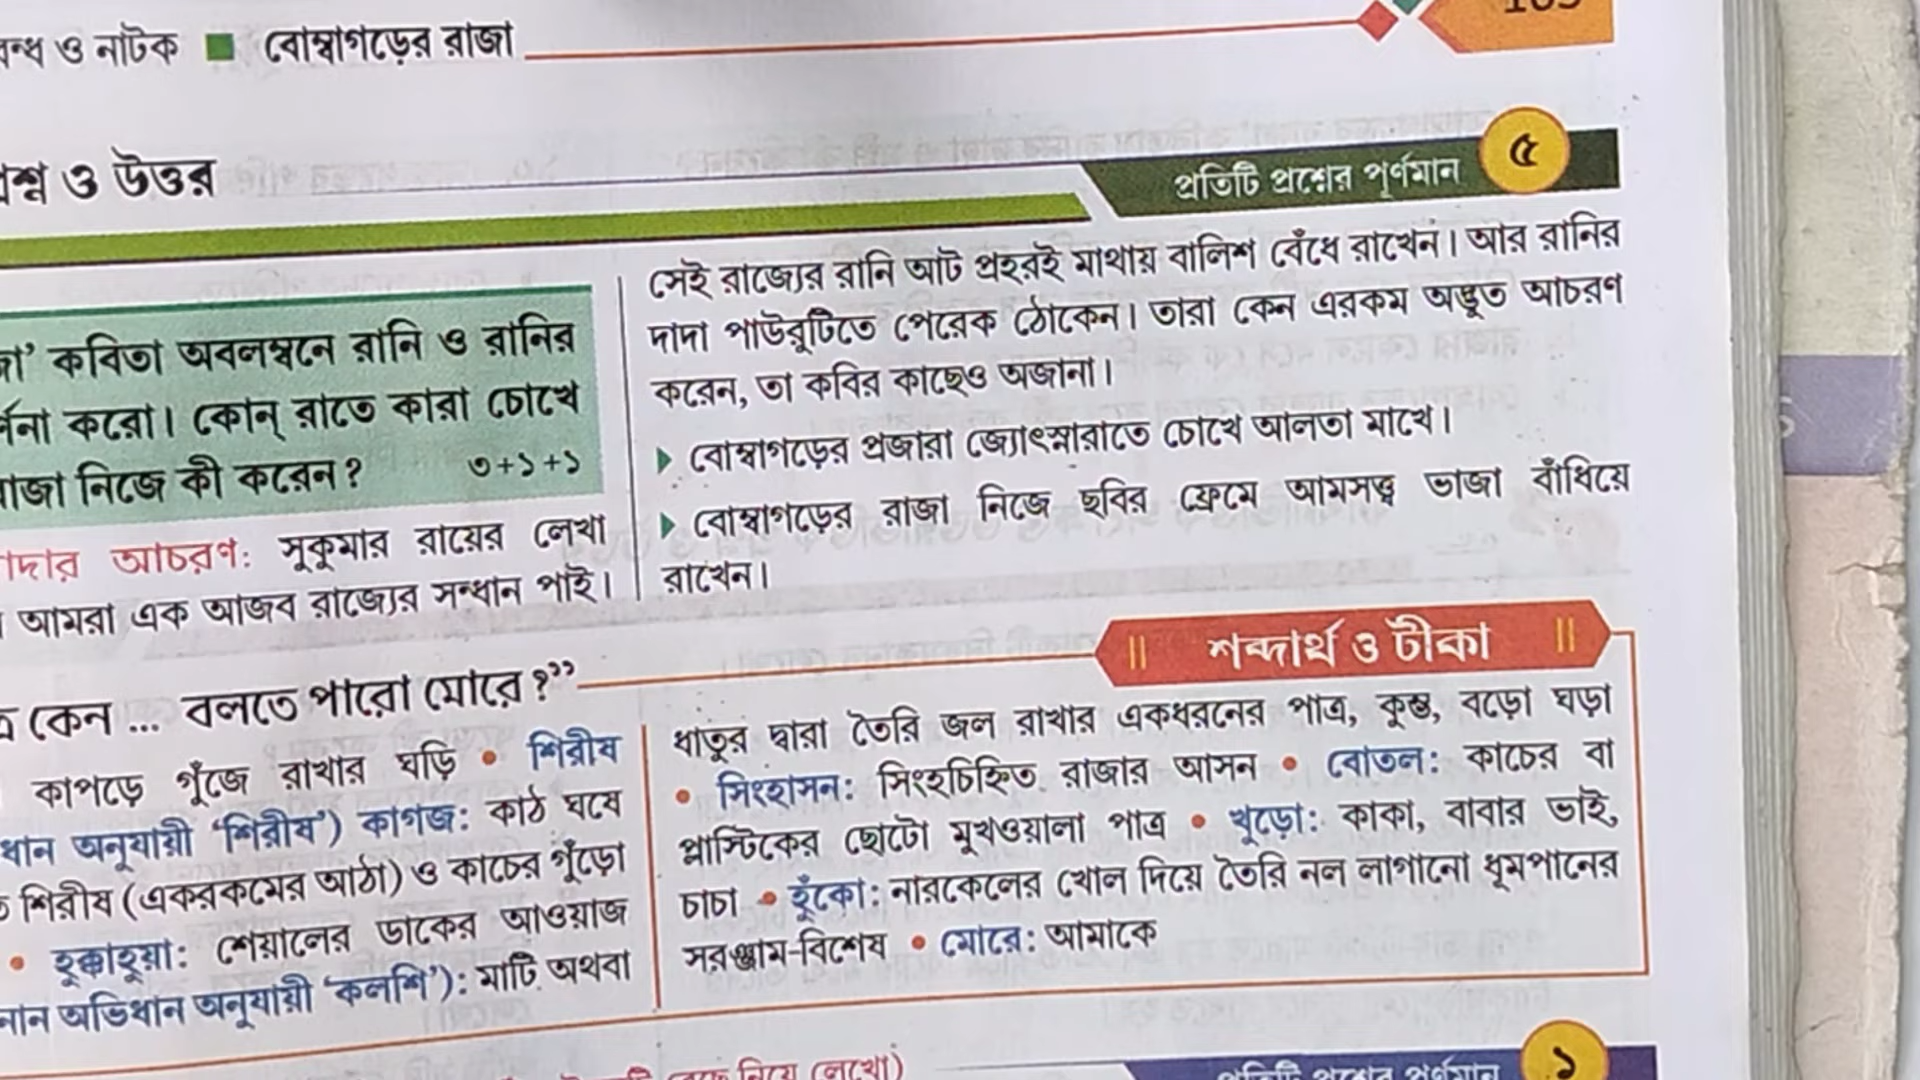 ও নাটক ■ বোম্বাগড়ের রাজা
ও উত্তর
প্রতিটি প্রশ্নের পূর্ণমান ৫
কবিতা অবলম্বনে রানি ও রানির
করো। কোন্ রাতে কারা চোখে
নিজে কী করেন? ৩+১+১
আচরণ: সুকুমার রায়ের লেখা
আমরা এক আজব রাজ্যের সন্ধান পাই।
সেই রাজ্যের রানি আট প্রহরই মাথায় বালিশ বেঁধে রাখেন। আর রানির
দাদা পাউরুটিতে পেরেক ঠোকেন। তারা কেন এরকম অদ্ভুত আচরণ
করেন, তা কবির কাছেও অজানা।
▶ বোম্বাগড়ের প্রজারা জ্যোৎস্নারাতে চোখে আলতা মাখে।
▶ বোম্বাগড়ের রাজা নিজে ছবির ফ্রেমে আমসত্ত্ব ভাজা বাঁধিয়ে
রাখেন।
শব্দার্থ ও টীকা
কেন ... বলতে পারো মোরে?”
কাপড়ে গুঁজে রাখার ঘড়ি • শিরীষ
অনুযায়ী ‘শিরীষ’) কাগজ: কাঠ ঘষে
শিরীষ (একরকমের আঠা) ও কাচের গুঁড়ো
• হুক্কাহুয়া: শেয়ালের ডাকের আওয়াজ
অভিধান অনুযায়ী ‘কলশি’): মাটি অথবা
ধাতুর দ্বারা তৈরি জল রাখার একধরনের পাত্র, কুম্ভ, বড়ো ঘড়া
• সিংহাসন: সিংহচিহ্নিত রাজার আসন • বোতল: কাচের বা
প্লাস্টিকের ছোটো মুখওয়ালা পাত্র • খুড়ো: কাকা, বাবার ভাই,
চাচা • হুঁকো: নারকেলের খোল দিয়ে তৈরি নল লাগানো ধূমপানের
সরঞ্জাম-বিশেষ • মোরে: আমাকে
নিয়ে লেখো)
প্রতিটি প্রশ্নের পূর্ণমান ১